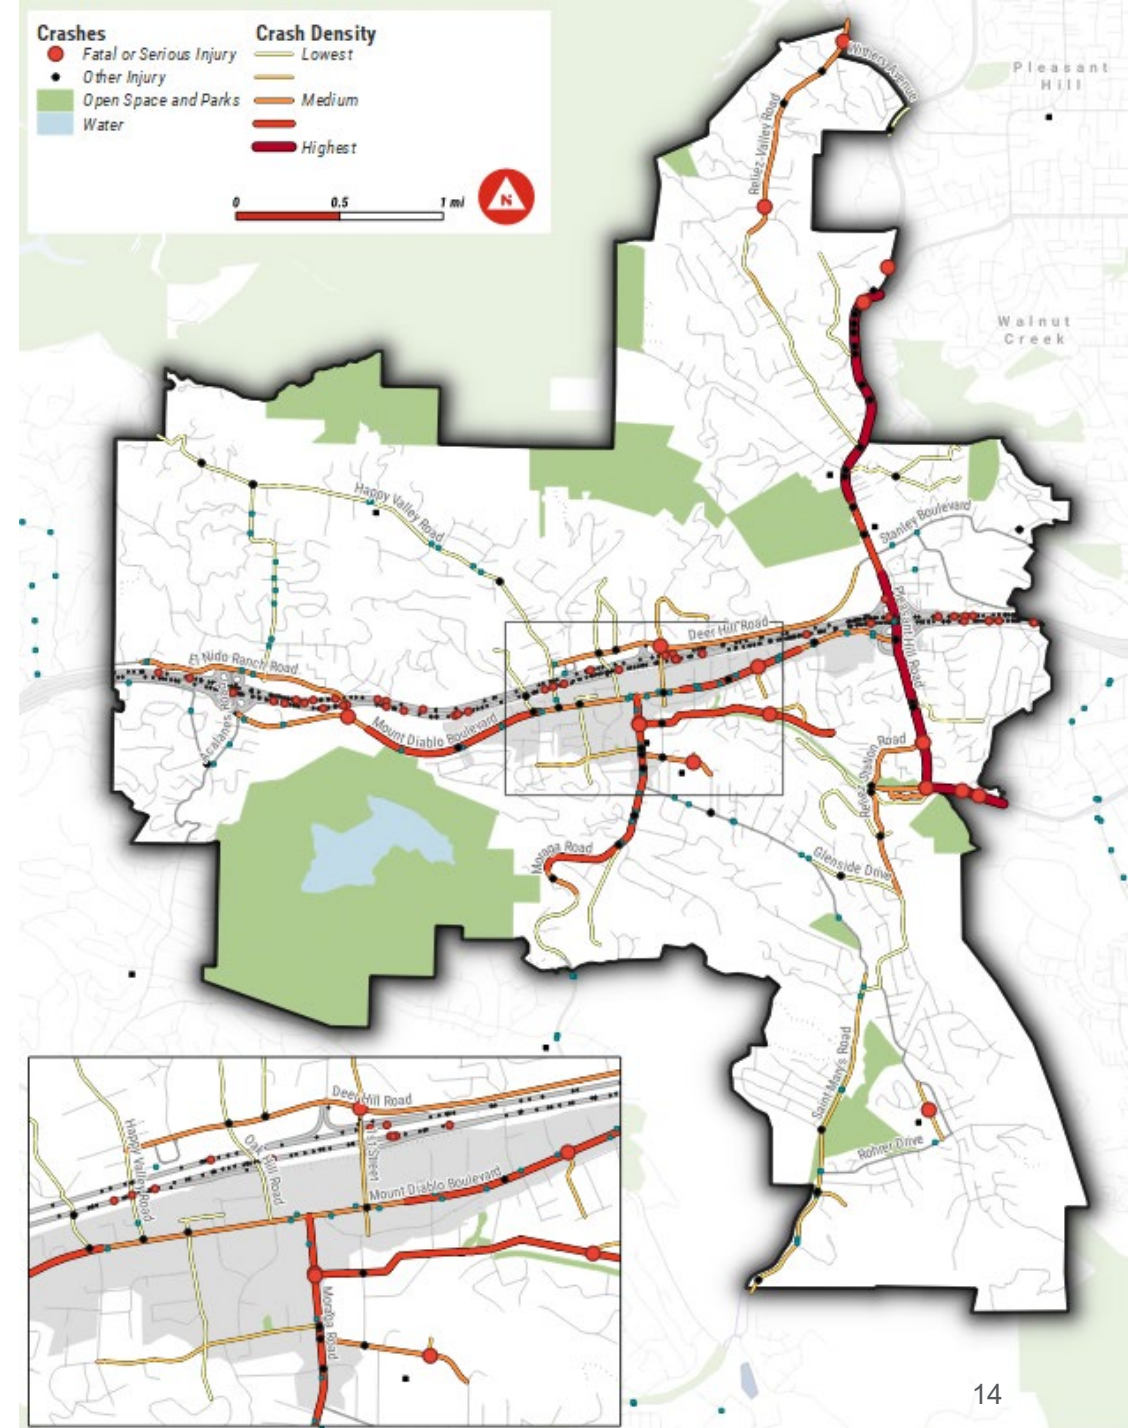 Crashes
Fatal or Serious Injury
Other Injury
Open Space and Parks
Water
Crash Density
Lowest
Medium
Highest
0 0.5 1 mi
N
Withers Avenue
Pleasant
Hill
Reliez Valley Road
Walnut
Creek
Happy Valley Road
Stanley Boulevard
Deer Hill Road
Pleasant Hill Road
El Nido Ranch Road
Acalanes Road
Mount Diablo Boulevard
Reliez Station Road
Moraga Road
Glenside Drive
Saint Mary's Road
Rohrer Drive
Deer Hill Road
Happy Valley Road
Oak Hill Road
1st Street
Mount Diablo Boulevard
Moraga Road
14